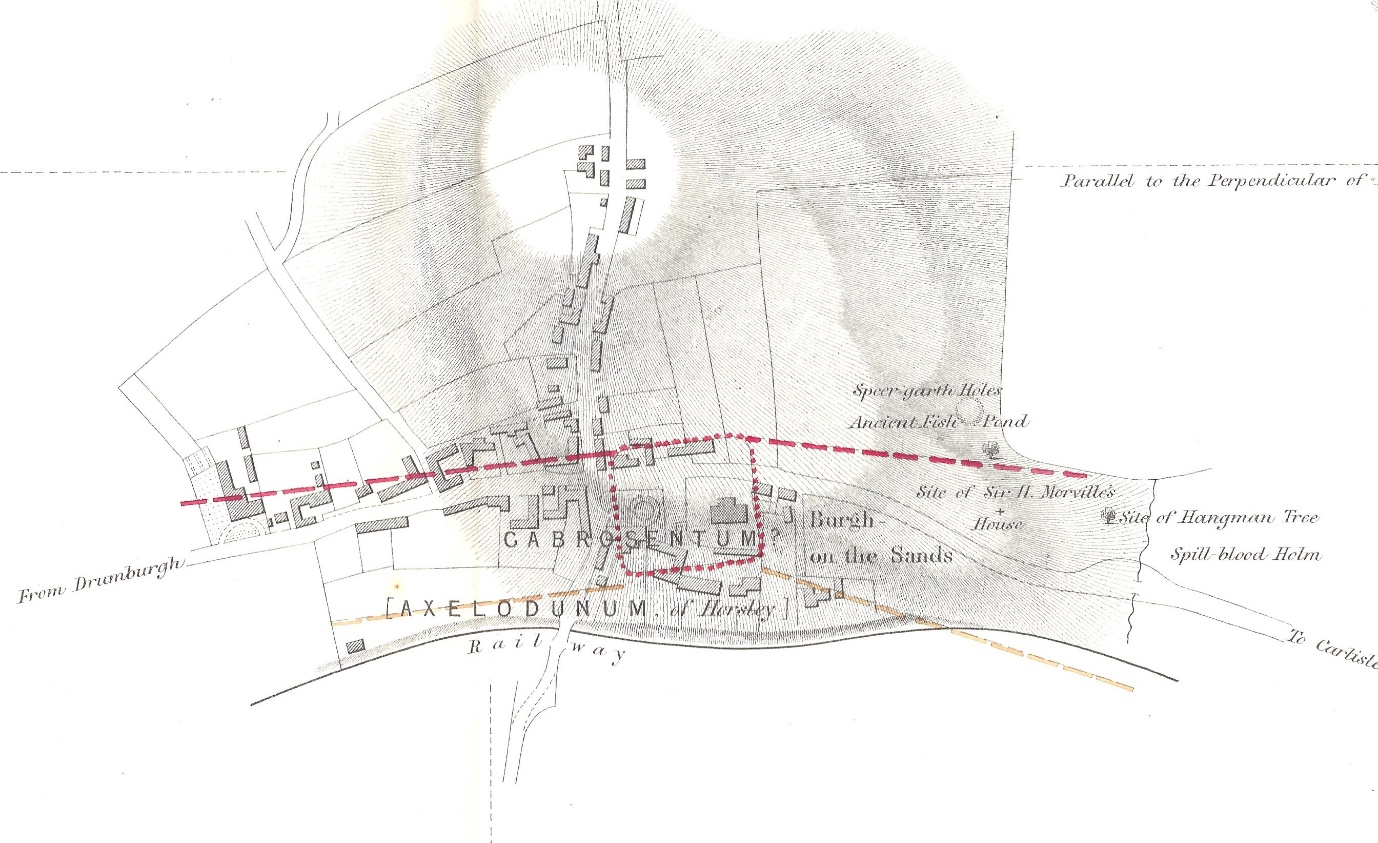 Parallel to the Perpendicular of
Speer-garth Holes
Ancient Fish Pond
Site of Sir H. Morville's
House
Site of Hangman Tree
Spill-blood Holm
Burgh-
on the Sands
GABROSENTUM?
From Drumburgh
[AXELODUNUM, of Horsley]
Railway
To Carlisle